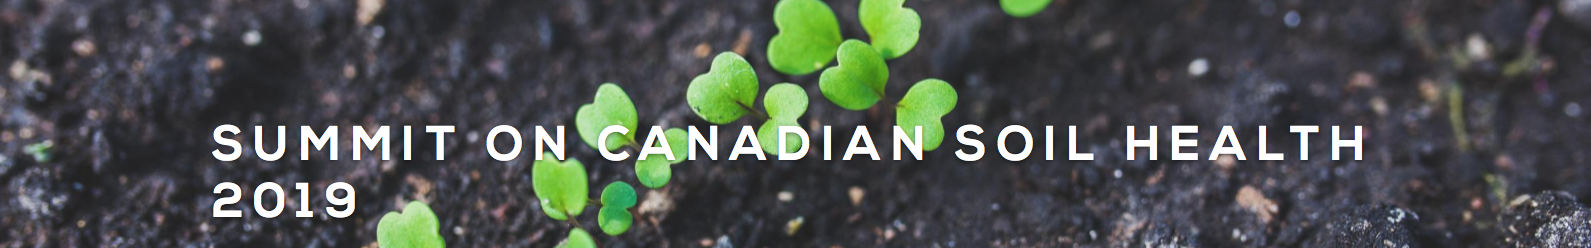 SUMMIT ON CANADIAN SOIL HEALTH
2019